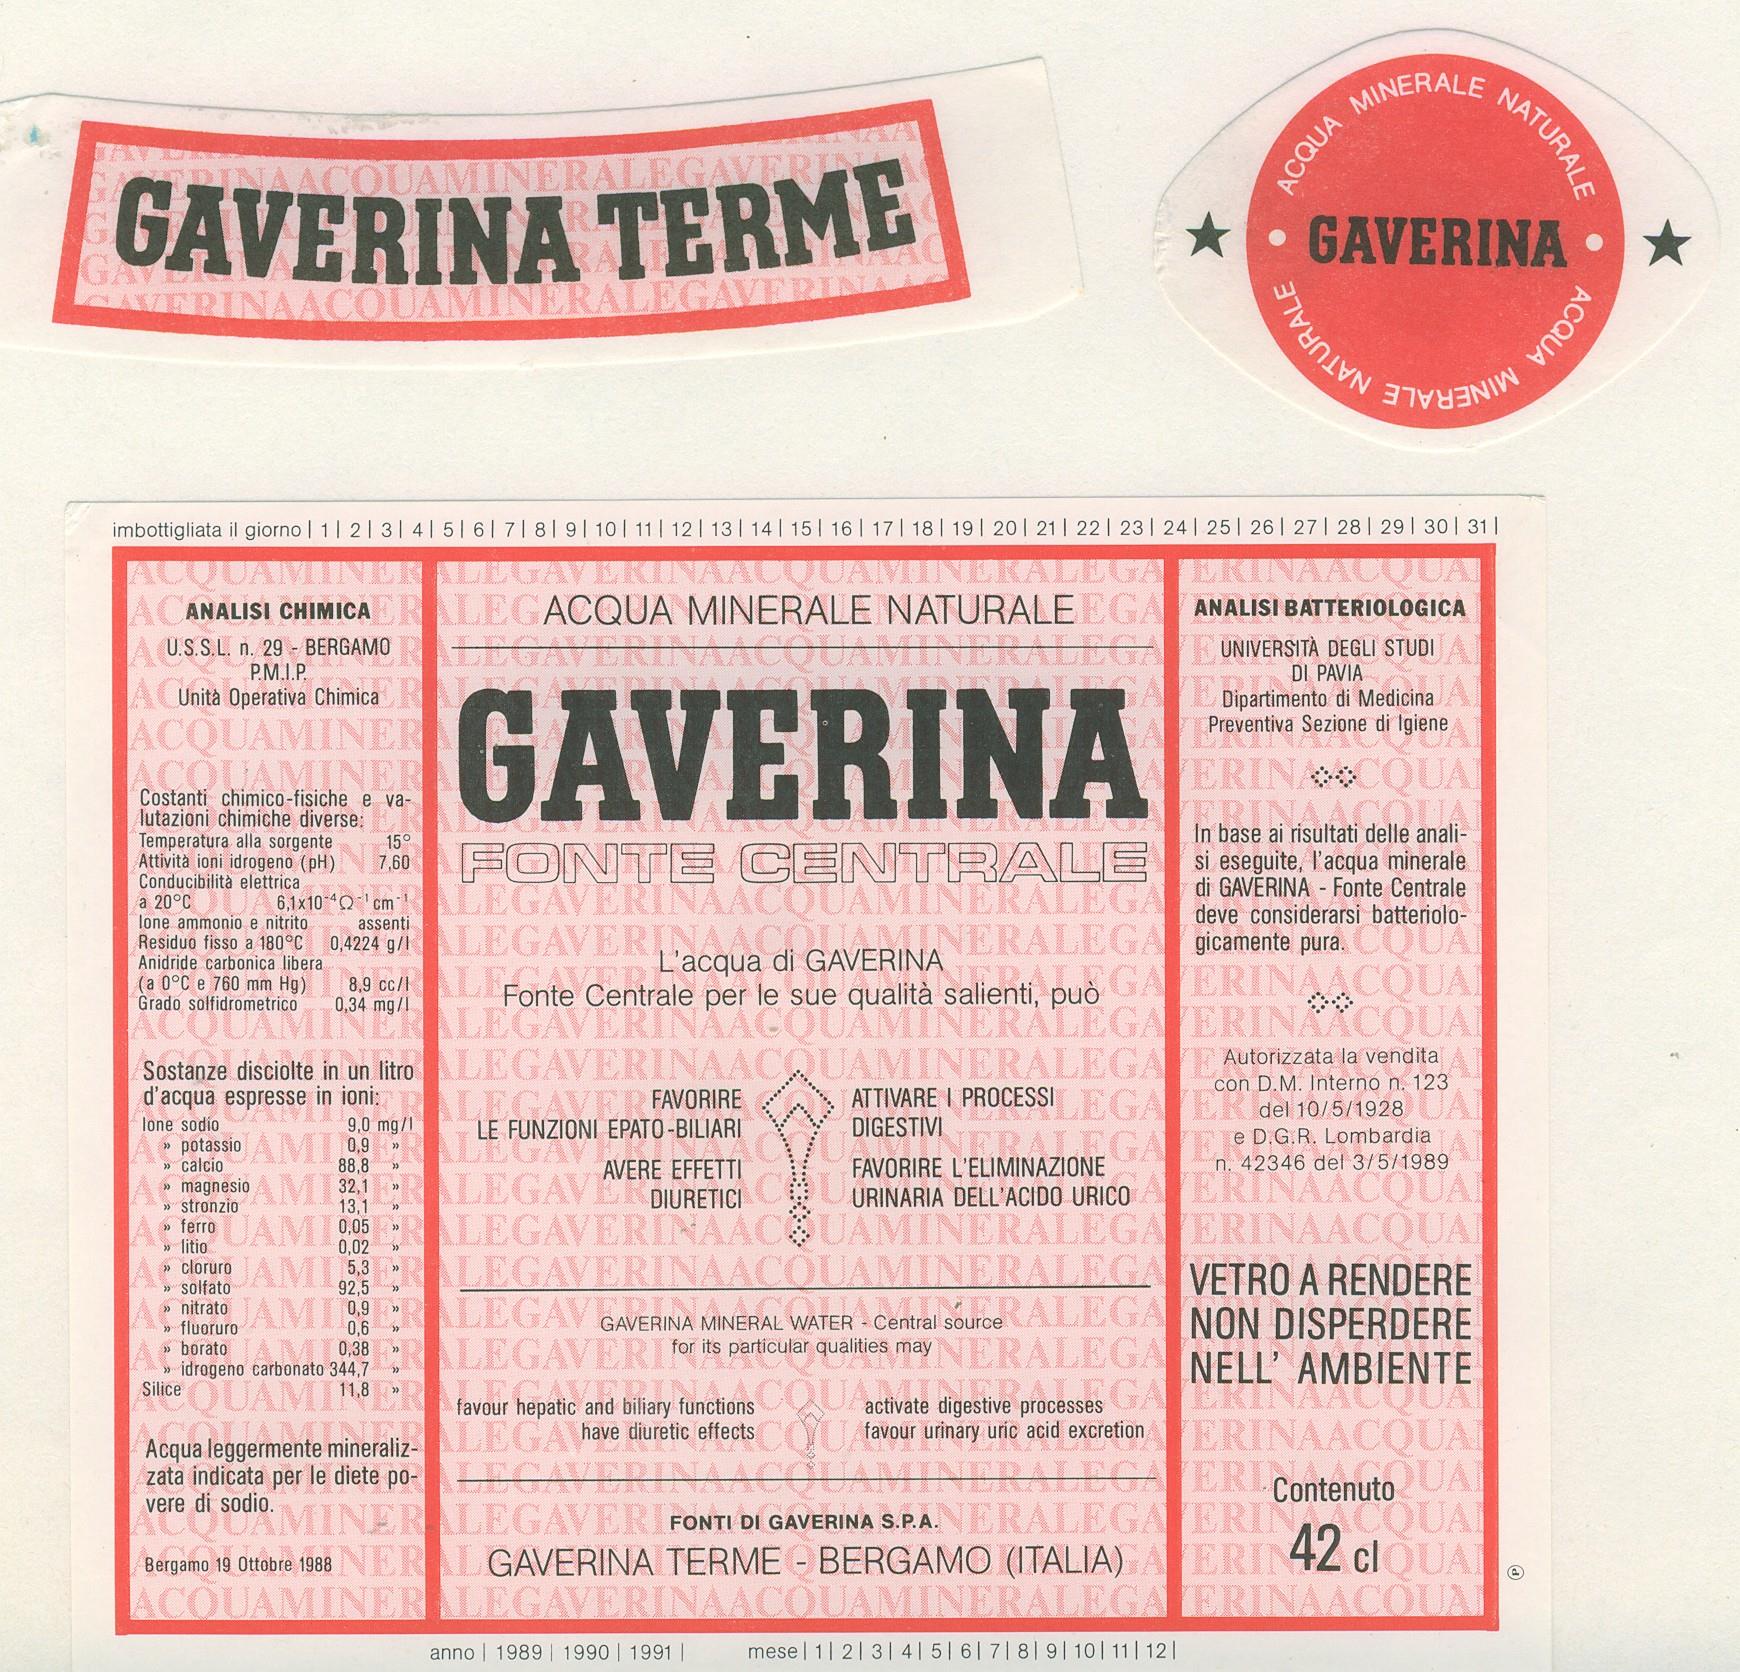 GAVERINA TERME
ACQUA MINERALE NATURALE
• GAVERINA •
ACQUA MINERALE NATURALE
imbottigliata il giorno | 1 | 2 | 3 | 4 | 5 | 6 | 7 | 8 | 9 | 10 | 11 | 12 | 13 | 14 | 15 | 16 | 17 | 18 | 19 | 20 | 21 | 22 | 23 | 24 | 25 | 26 | 27 | 28 | 29 | 30 | 31 |
ANALISI CHIMICA
U.S.S.L. n. 29 - BERGAMO
P.M.I.P.
Unità Operativa Chimica
Costanti chimico-fisiche e va-
lutazioni chimiche diverse:
Temperatura alla sorgente 15°
Attività ioni idrogeno (pH) 7,60
Conducibilità elettrica
a 20°C 6,1x10⁻⁴Ω⁻¹cm⁻¹
Ione ammonio e nitrito assenti
Residuo fisso a 180°C 0,4224 g/l
Anidride carbonica libera
(a 0°C e 760 mm Hg) 8,9 cc/l
Grado solfidrometrico 0,34 mg/l
Sostanze disciolte in un litro
d'acqua espresse in ioni:
Ione sodio 9,0 mg/l
» potassio 0,9 »
» calcio 88,8 »
» magnesio 32,1 »
» stronzio 13,1 »
» ferro 0,05 »
» litio 0,02 »
» cloruro 5,3 »
» solfato 92,5 »
» nitrato 0,9 »
» fluoruro 0,6 »
» borato 0,38 »
» idrogeno carbonato 344,7 »
Silice 11,8 »
Acqua leggermente mineraliz-
zata indicata per le diete po-
vere di sodio.
Bergamo 19 Ottobre 1988
ACQUA MINERALE NATURALE
GAVERINA
FONTE CENTRALE
L'acqua di GAVERINA
Fonte Centrale per le sue qualità salienti, può
FAVORIRE
LE FUNZIONI EPATO-BILIARI
AVERE EFFETTI
DIURETICI
ATTIVARE I PROCESSI
DIGESTIVI
FAVORIRE L'ELIMINAZIONE
URINARIA DELL'ACIDO URICO
GAVERINA MINERAL WATER - Central source
for its particular qualities may
favour hepatic and biliary functions
have diuretic effects
activate digestive processes
favour urinary uric acid excretion
FONTI DI GAVERINA S.P.A.
GAVERINA TERME - BERGAMO (ITALIA)
ANALISI BATTERIOLOGICA
UNIVERSITÀ DEGLI STUDI
DI PAVIA
Dipartimento di Medicina
Preventiva Sezione di Igiene
In base ai risultati delle anali-
si eseguite, l'acqua minerale
di GAVERINA - Fonte Centrale
deve considerarsi batteriolo-
gicamente pura.
Autorizzata la vendita
con D.M. Interno n. 123
del 10/5/1928
e D.G.R. Lombardia
n. 42346 del 3/5/1989
VETRO A RENDERE
NON DISPERDERE
NELL' AMBIENTE
Contenuto
42 cl
℗
anno | 1989 | 1990 | 1991 | mese | 1 | 2 | 3 | 4 | 5 | 6 | 7 | 8 | 9 | 10 | 11 | 12 |